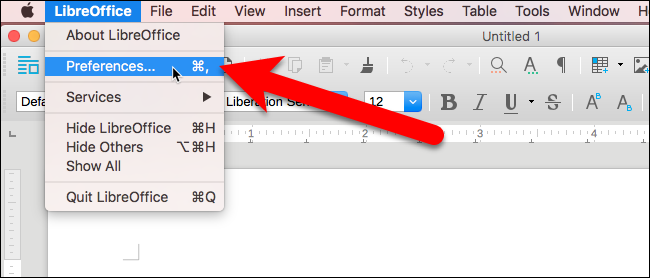 LibreOffice File Edit View Insert Format Styles Table Tools Window
About LibreOffice
Untitled 1
Preferences... ⌘,
Services ▶
Liberation Se
12
B I U S A A
Hide LibreOffice ⌘H
Hide Others ⌥⌘H
Show All
1 2 3 4
Quit LibreOffice ⌘Q